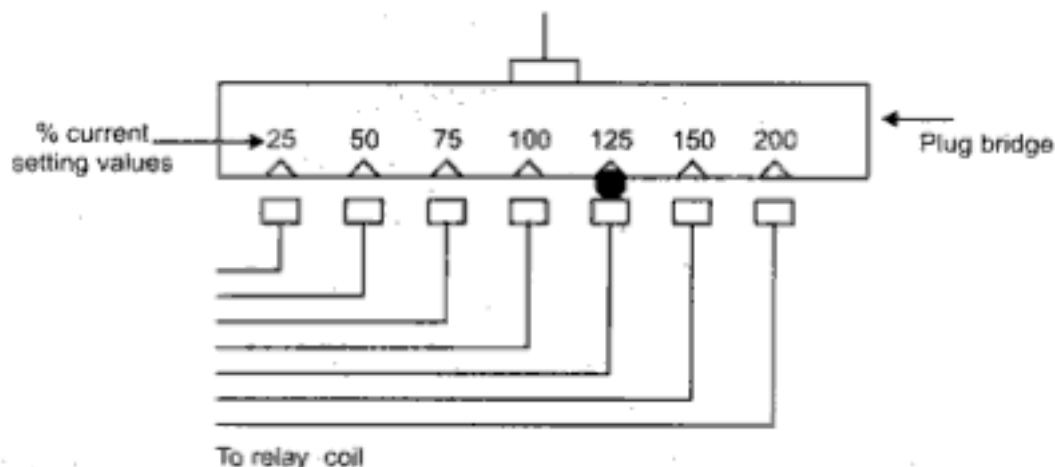 % current
setting values
25 50 75 100 125 150 200
Plug bridge
To relay coil